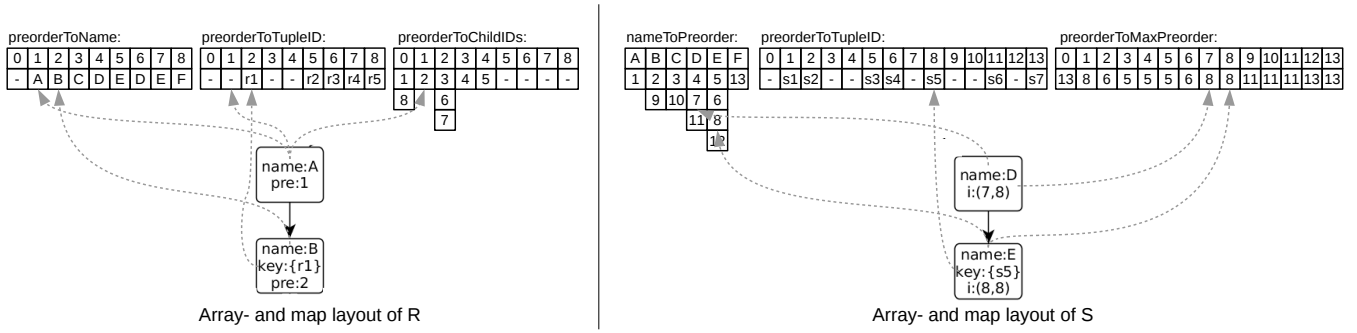 preorderToName:
0 1 2 3 4 5 6 7 8
- A B C D E D E F
preorderToTupleID:
0 1 2 3 4 5 6 7 8
- - r1 - - r2 r3 r4 r5
preorderToChildIDs:
0 1 2 3 4 5 6 7 8
1 2 3 4 5 - - - -
8 6
7
name:A
pre:1
name:B
key:{r1}
pre:2
Array- and map layout of R
nameToPreorder:
A B C D E F
1 2 3 4 5 13
9 10 7 6
11 8
12
preorderToTupleID:
0 1 2 3 4 5 6 7 8 9 10 11 12 13
- s1 s2 - - s3 s4 - s5 - - s6 - s7
preorderToMaxPreorder:
0 1 2 3 4 5 6 7 8 9 10 11 12 13
13 8 6 5 5 5 6 8 8 11 11 11 13 13
name:D
i:(7,8)
name:E
key:{s5}
i:(8,8)
Array- and map layout of S